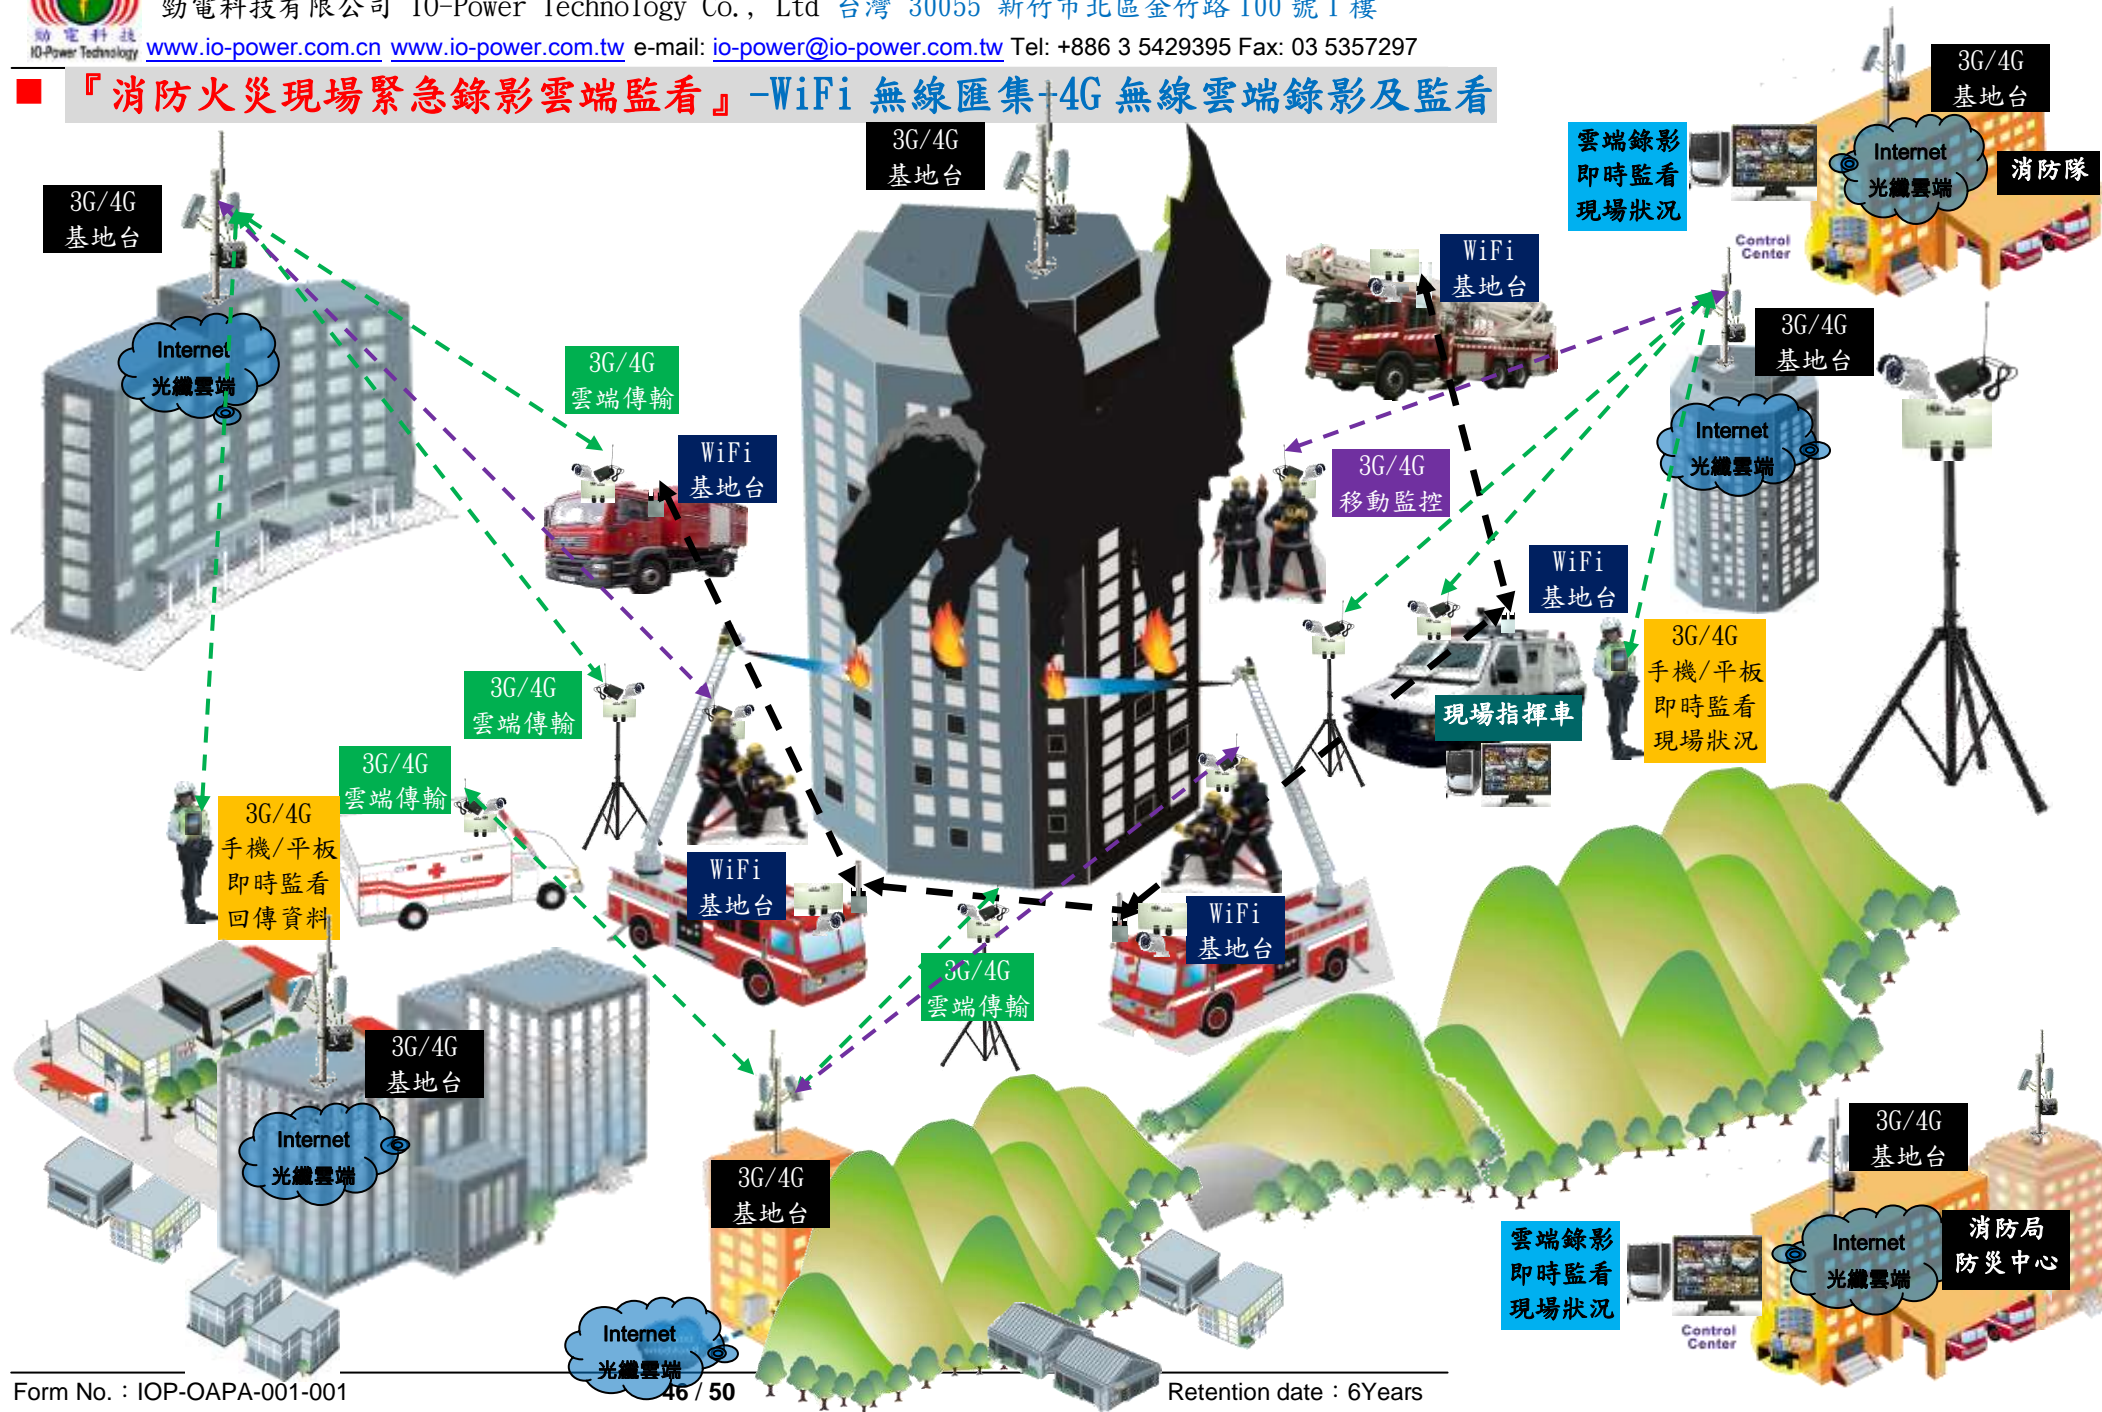 勁電科技有限公司 IO-Power Technology Co., Ltd 台灣 30055 新竹市北區金竹路 100 號 1 樓
勁電科技
IO-Power Technology
www.io-power.com.cn www.io-power.com.tw e-mail: io-power@io-power.com.tw Tel: +886 3 5429395 Fax: 03 5357297
■ 『消防火災現場緊急錄影雲端監看』-WiFi 無線匯集-4G 無線雲端錄影及監看
3G/4G
基地台
3G/4G
基地台
3G/4G
基地台
雲端錄影
即時監看
現場狀況
Internet
光纖雲端
消防隊
Control
Center
WiFi
基地台
3G/4G
基地台
Internet
光纖雲端
3G/4G
雲端傳輸
WiFi
基地台
3G/4G
移動監控
Internet
光纖雲端
WiFi
基地台
3G/4G
手機/平板
即時監看
現場狀況
3G/4G
雲端傳輸
現場指揮車
3G/4G
雲端傳輸
3G/4G
手機/平板
即時監看
回傳資料
WiFi
基地台
WiFi
基地台
3G/4G
雲端傳輸
3G/4G
基地台
Internet
光纖雲端
3G/4G
基地台
3G/4G
基地台
雲端錄影
即時監看
現場狀況
Internet
光纖雲端
消防局
防災中心
Control
Center
Internet
光纖雲端
Form No.：IOP-OAPA-001-001
46 / 50
Retention date：6Years